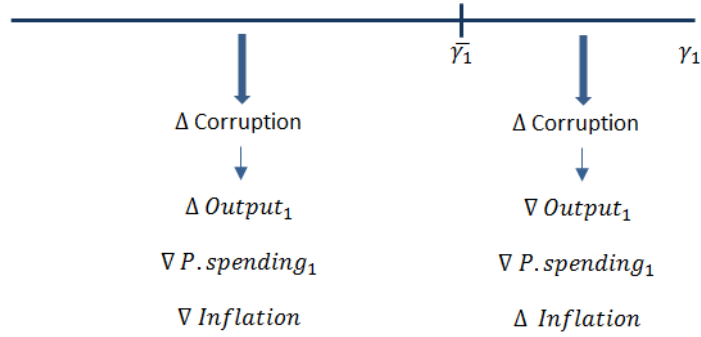 γ̄₁ γ₁
Δ Corruption Δ Corruption
Δ Output₁ ∇ Output₁
∇ P.spending₁ ∇ P.spending₁
∇ Inflation Δ Inflation